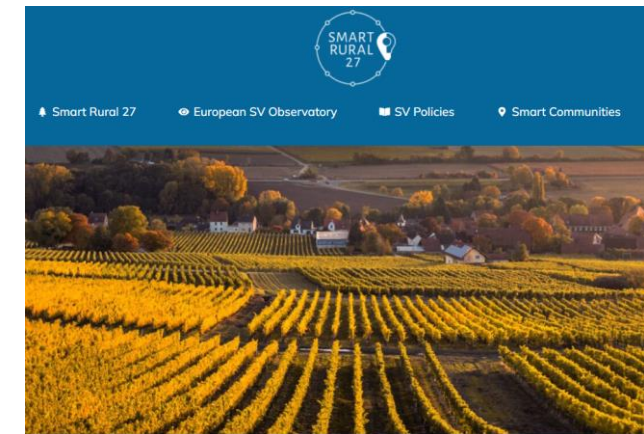 SMART
RURAL
27
Smart Rural 27
European SV Observatory
SV Policies
Smart Communities